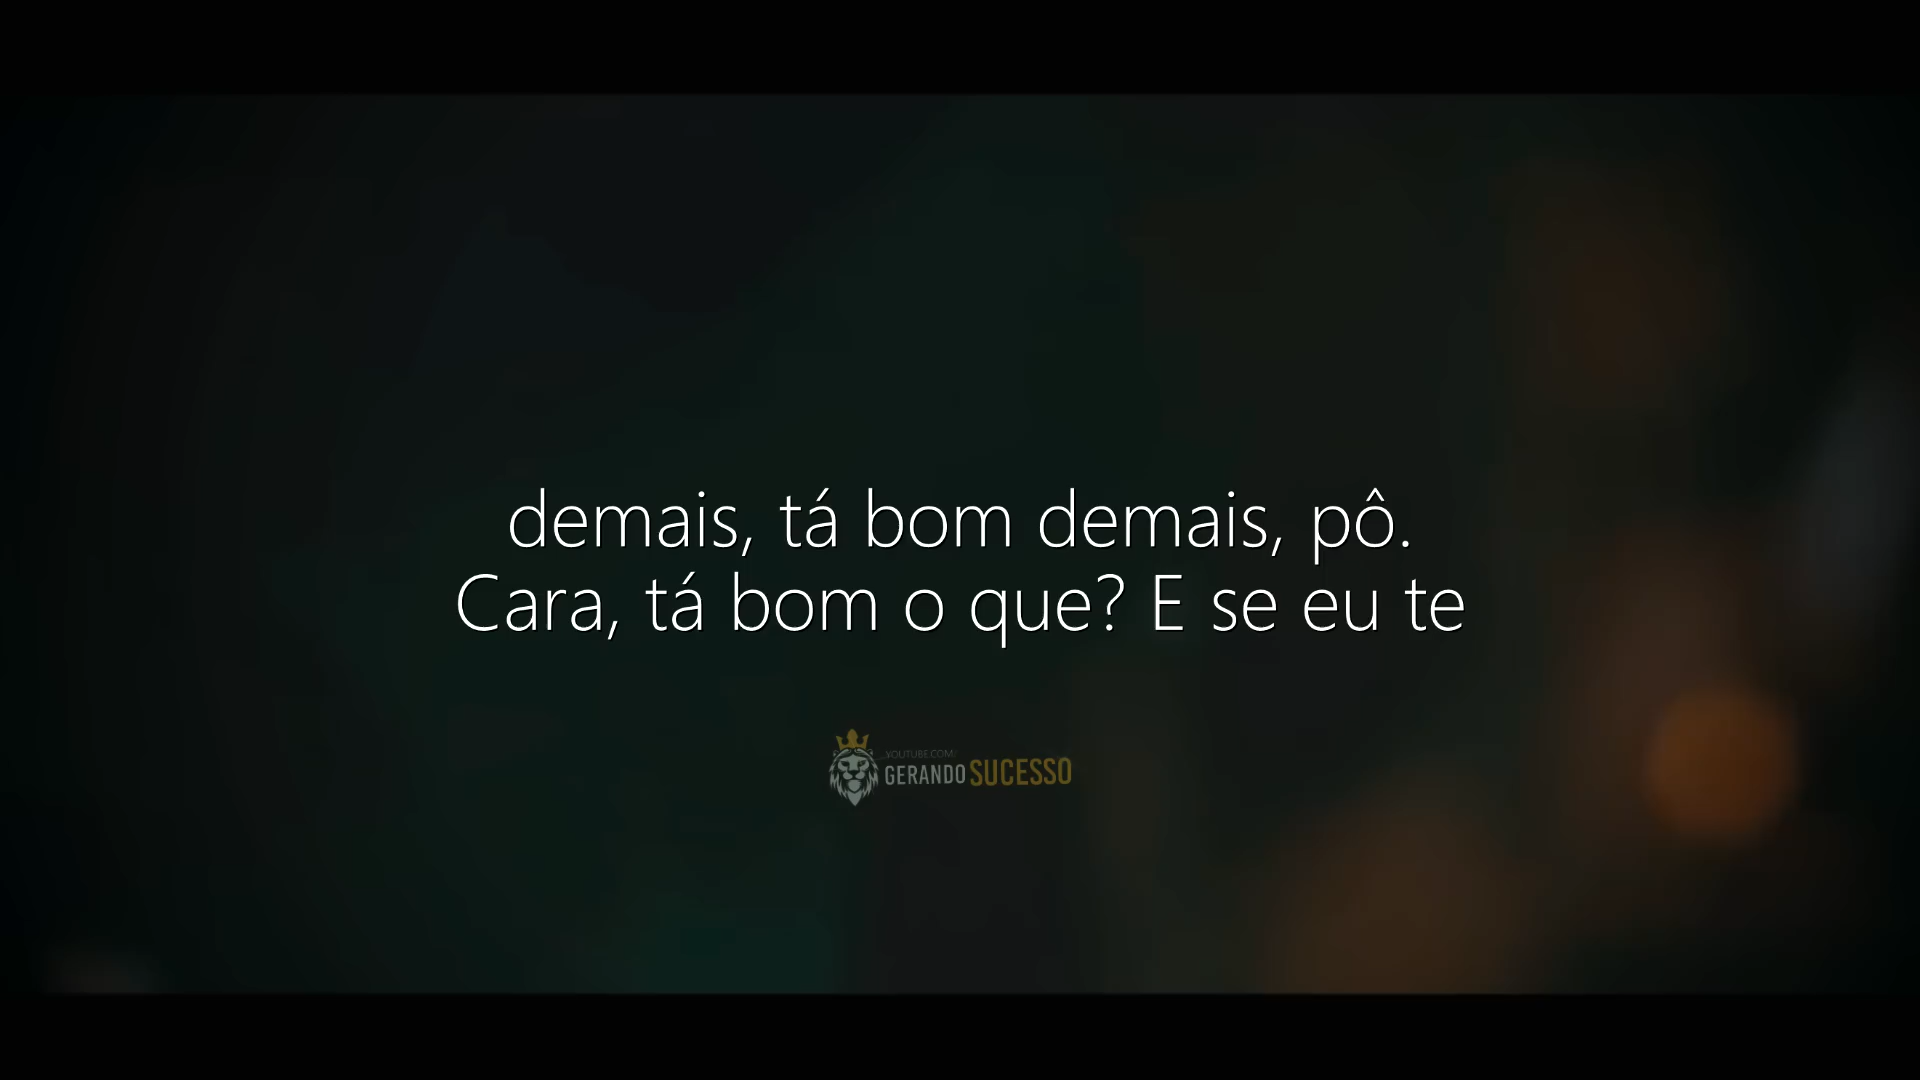 demais, tá bom demais, pô.
Cara, tá bom o que? E se eu te
YOUTUBE.COM/
GERANDO SUCESSO